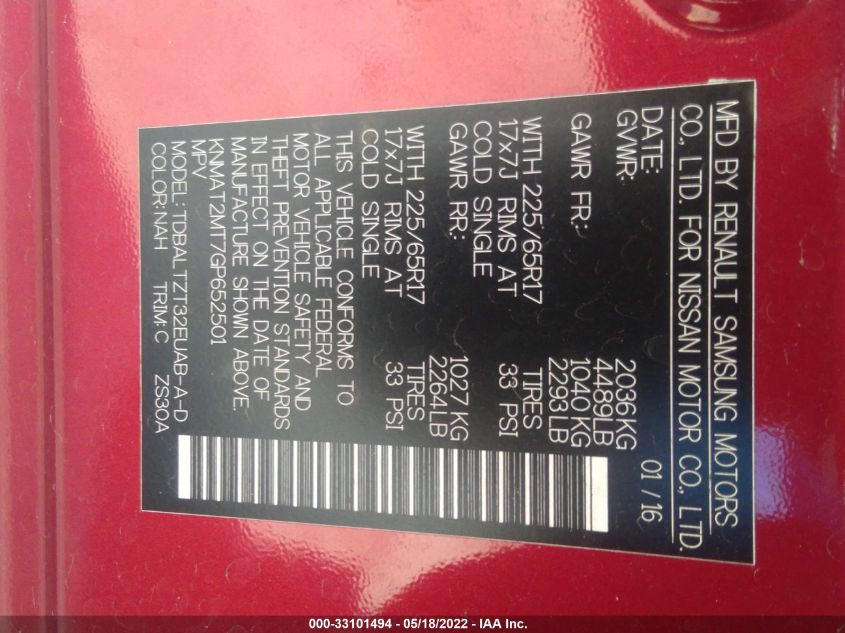 MFD BY RENAULT SAMSUNG MOTORS
CO., LTD. FOR NISSAN MOTOR CO., LTD.
DATE: 01/16
GVWR: 2036KG
4489LB
GAWR FR: 1040 KG
2293LB
WITH 225/65R17 TIRES
17x7J RIMS AT 33 PSI
COLD SINGLE
GAWR RR: 1027 KG
2264LB
WITH 225/65R17 TIRES
17x7J RIMS AT 33 PSI
COLD SINGLE
THIS VEHICLE CONFORMS TO
ALL APPLICABLE FEDERAL
MOTOR VEHICLE SAFETY AND
THEFT PREVENTION STANDARDS
IN EFFECT ON THE DATE OF
MANUFACTURE SHOWN ABOVE.
KNMAT2MT7GP652501
MPV
MODEL: TDBALTZT32EUAB-A-D
COLOR: NAH TRIM: C ZS30A
000-33101494 - 05/18/2022 - IAA Inc.